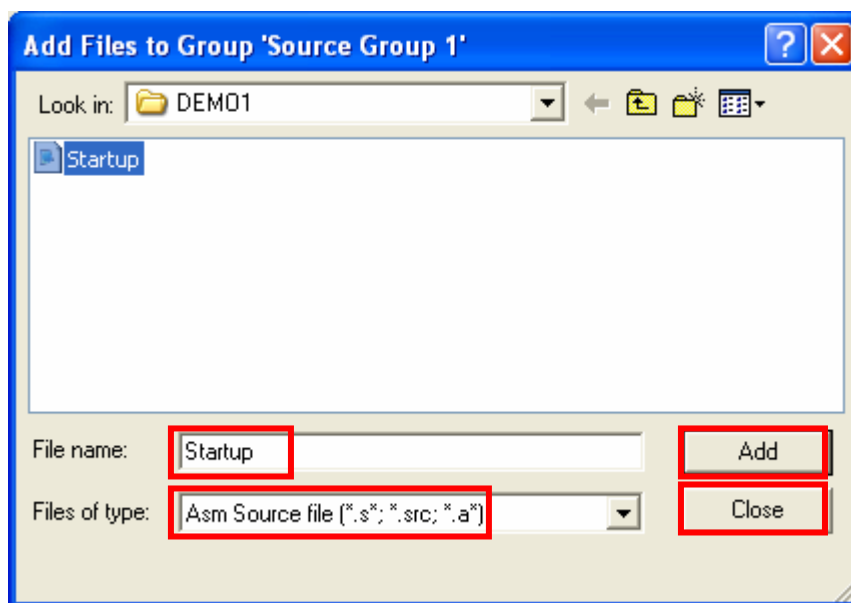 Add Files to Group 'Source Group 1'
Look in: DEMO1
Startup
File name: Startup Add
Files of type: Asm Source file (*.s*; *.src; *.a*) Close